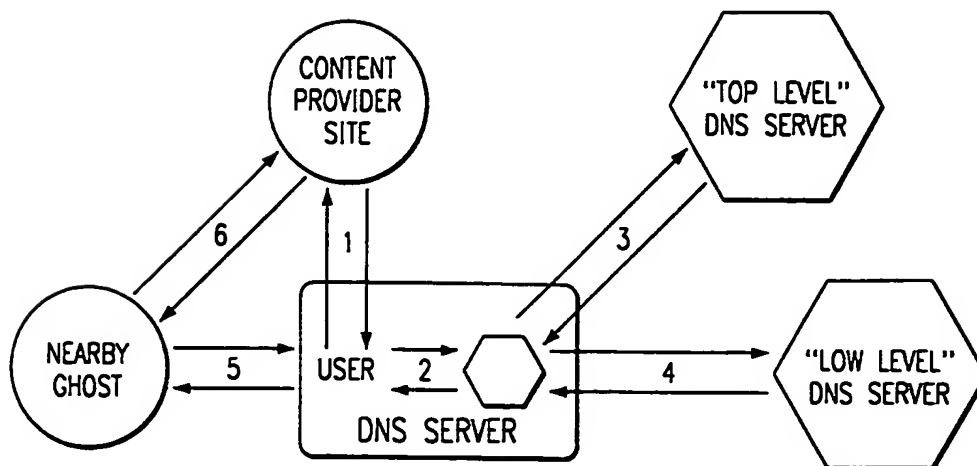 CONTENT
PROVIDER
SITE
"TOP LEVEL"
DNS SERVER
6
1
3
NEARBY
GHOST
5
USER
2
4
"LOW LEVEL"
DNS SERVER
DNS SERVER